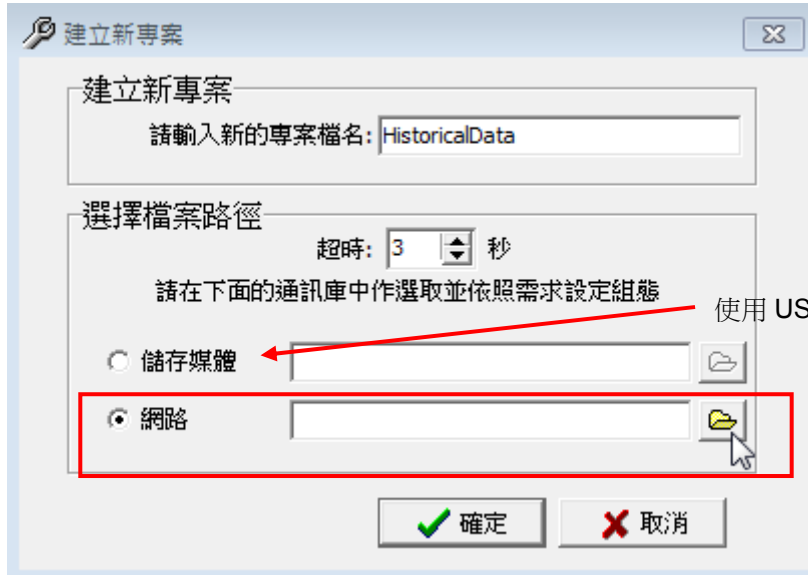 建立新專案
建立新專案
請輸入新的專案檔名: HistoricalData
選擇檔案路徑
超時: 3 秒
請在下面的通訊庫中作選取並依照需求設定組態
使用 US
儲存媒體
網路
確定 取消